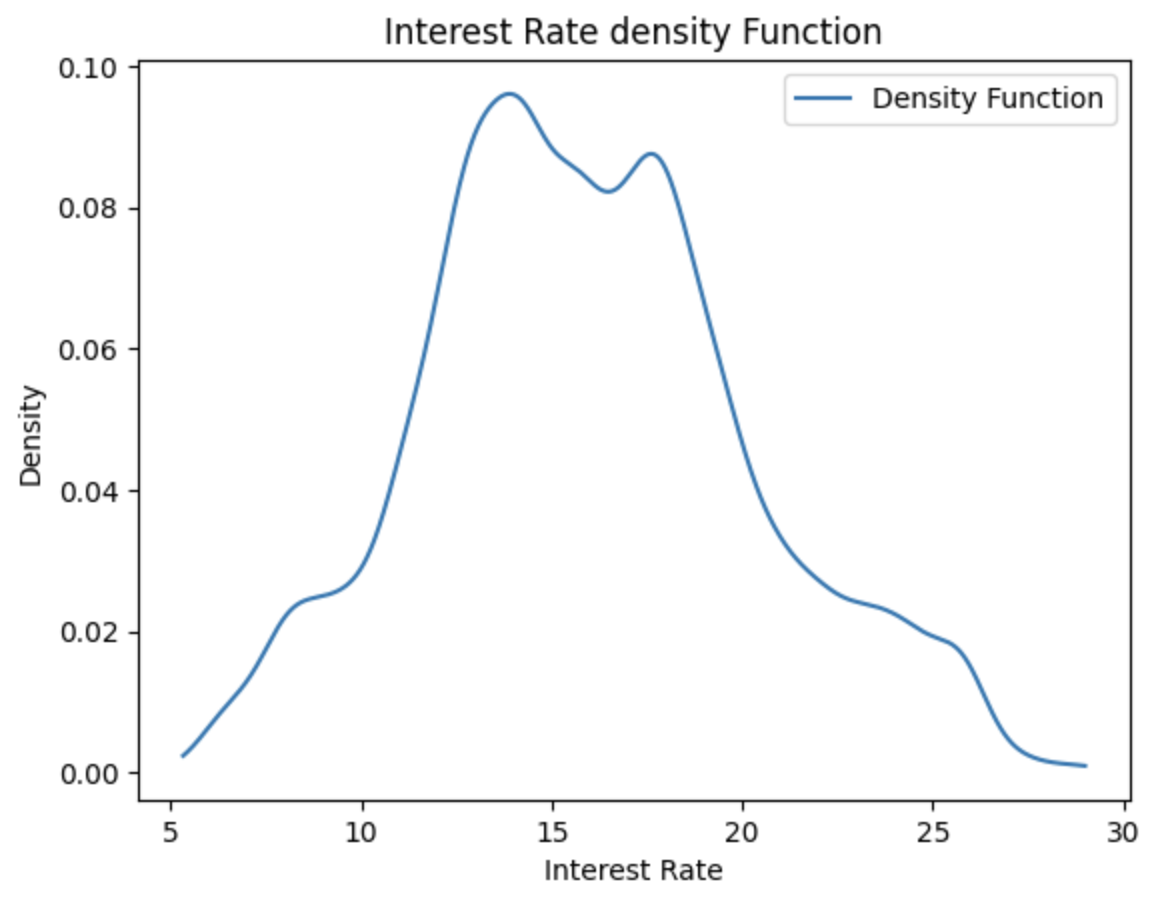 Interest Rate density Function
Density Function
0.10
0.08
0.06
0.04
0.02
0.00
Density
5 10 15 20 25 30
Interest Rate